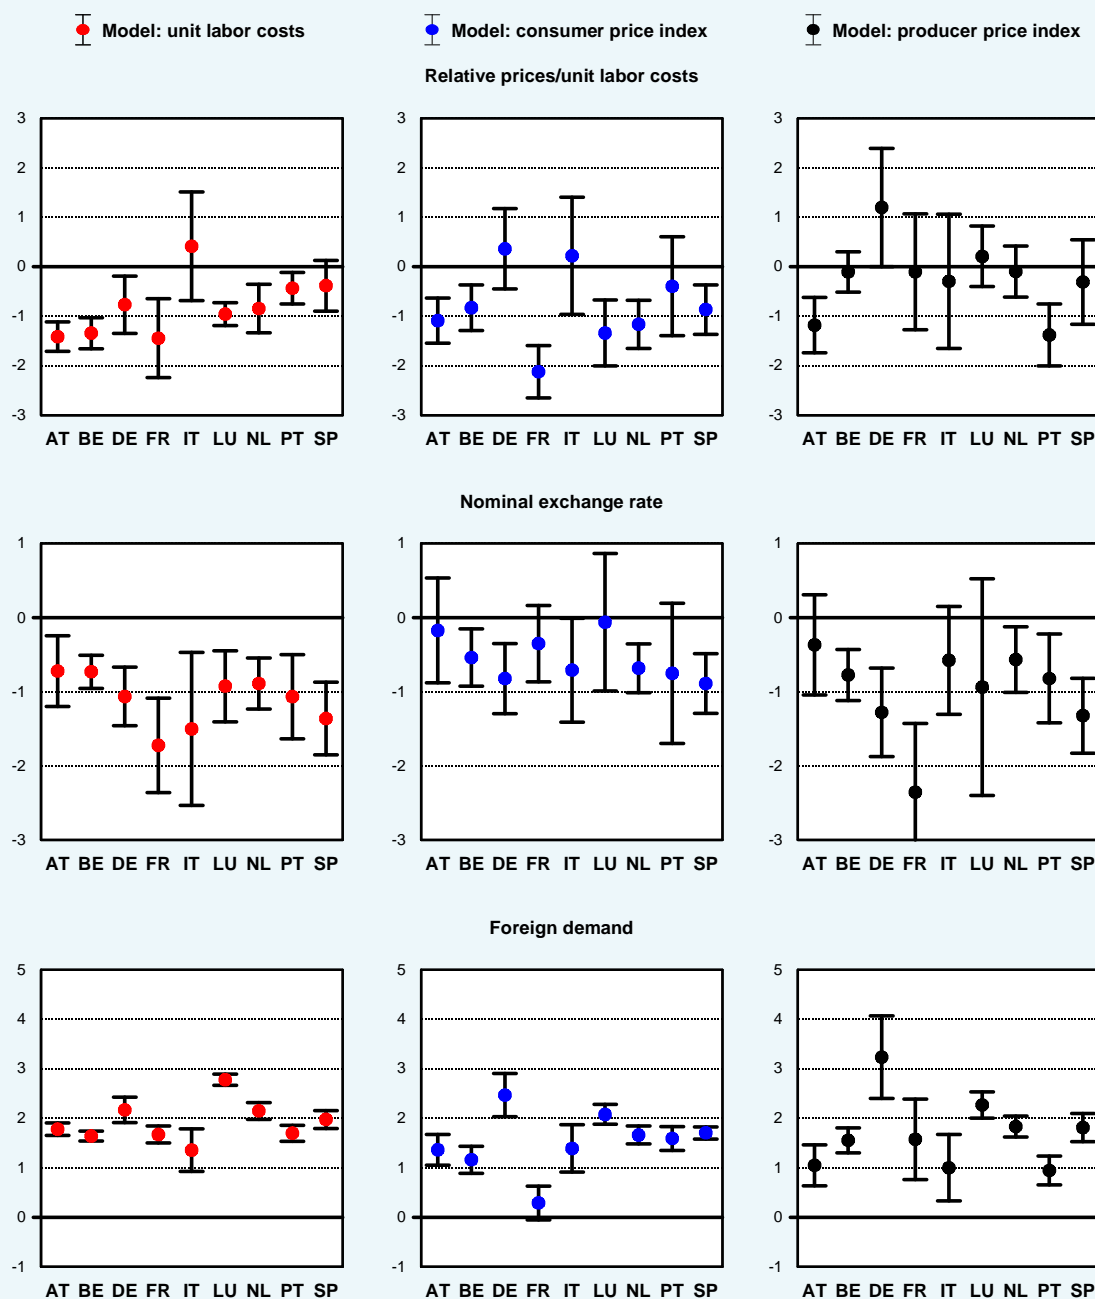 Model: unit labor costs Model: consumer price index Model: producer price index
Relative prices/unit labor costs
3 3 3
2 2 2
1 1 1
0 0 0
-1 -1 -1
-2 -2 -2
-3 -3 -3
AT BE DE FR IT LU NL PT SP AT BE DE FR IT LU NL PT SP AT BE DE FR IT LU NL PT SP
Nominal exchange rate
1 1 1
0 0 0
-1 -1 -1
-2 -2 -2
-3 -3 -3
AT BE DE FR IT LU NL PT SP AT BE DE FR IT LU NL PT SP AT BE DE FR IT LU NL PT SP
Foreign demand
5 5 5
4 4 4
3 3 3
2 2 2
1 1 1
0 0 0
-1 -1 -1
AT BE DE FR IT LU NL PT SP AT BE DE FR IT LU NL PT SP AT BE DE FR IT LU NL PT SP